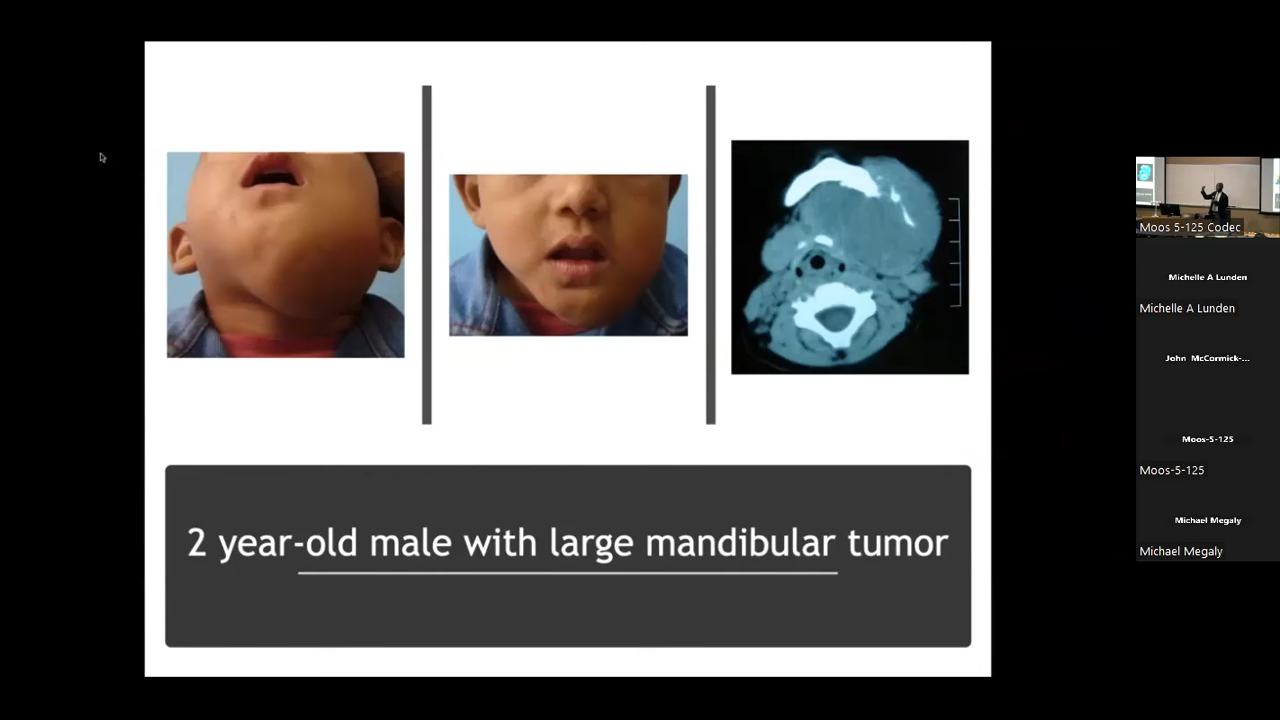 2 year-old male with large mandibular tumor
Moos 5-125 Codec
Michelle A Lunden
Michelle A Lunden
John McCormick-...
Moos-5-125
Moos-5-125
Michael Megaly
Michael Megaly